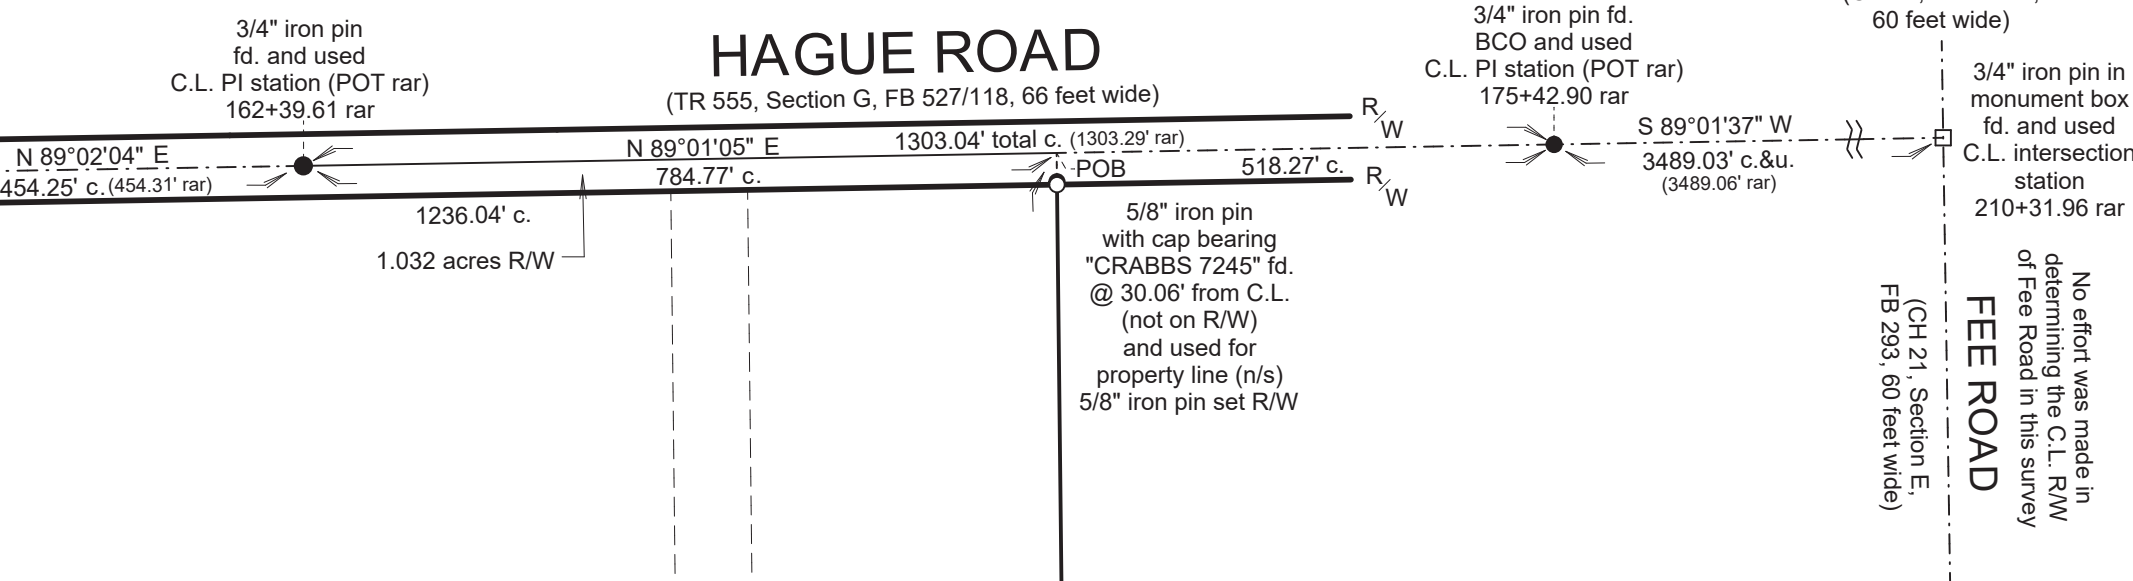 3/4" iron pin
fd. and used
C.L. PI station (POT rar)
162+39.61 rar
HAGUE ROAD
(TR 555, Section G, FB 527/118, 66 feet wide)
3/4" iron pin fd.
BCO and used
C.L. PI station (POT rar)
175+42.90 rar
60 feet wide)
3/4" iron pin in
monument box
fd. and used
C.L. intersection
station
210+31.96 rar
R/W
N 89°02'04" E
454.25' c. (454.31' rar)
N 89°01'05" E
784.77' c.
1303.04' total c. (1303.29' rar)
POB
518.27' c.
R/W
S 89°01'37" W
3489.03' c.&u.
(3489.06' rar)
1236.04' c.
1.032 acres R/W
5/8" iron pin
with cap bearing
"CRABBS 7245" fd.
@ 30.06' from C.L.
(not on R/W)
and used for
property line (n/s)
5/8" iron pin set R/W
FEE ROAD
(CH 21, Section E,
FB 293, 60 feet wide)
No effort was made in
determining the C.L. R/W
of Fee Road in this survey